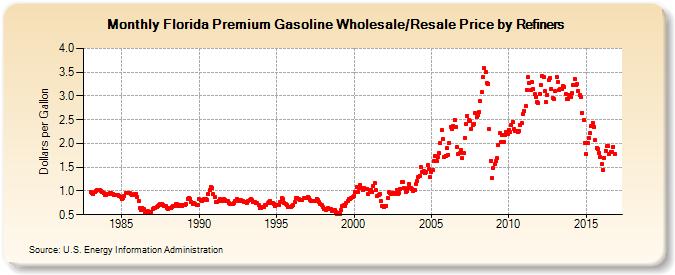 Monthly Florida Premium Gasoline Wholesale/Resale Price by Refiners
Dollars per Gallon
4.0
3.5
3.0
2.5
2.0
1.5
1.0
0.5
1985 1990 1995 2000 2005 2010 2015
Source: U.S. Energy Information Administration